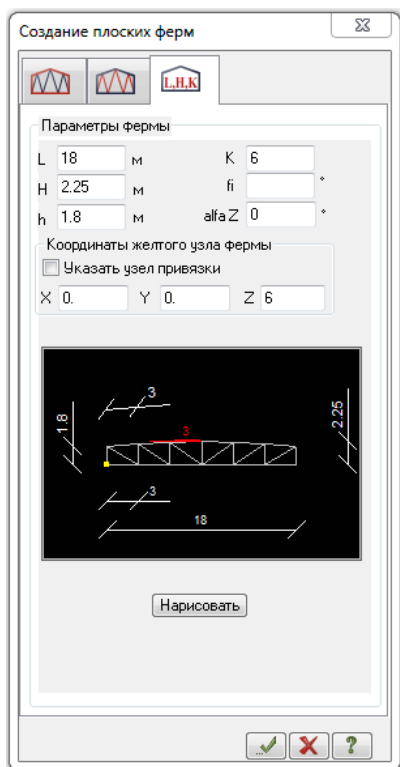 Создание плоских ферм
L,H,K
Параметры фермы
L 18 м K 6
H 2.25 м fi °
h 1.8 м alfa Z 0 °
Координаты желтого узла фермы
Указать узел привязки
X 0. Y 0. Z 6
3
1.8
2.25
3
3
18
Нарисовать
?